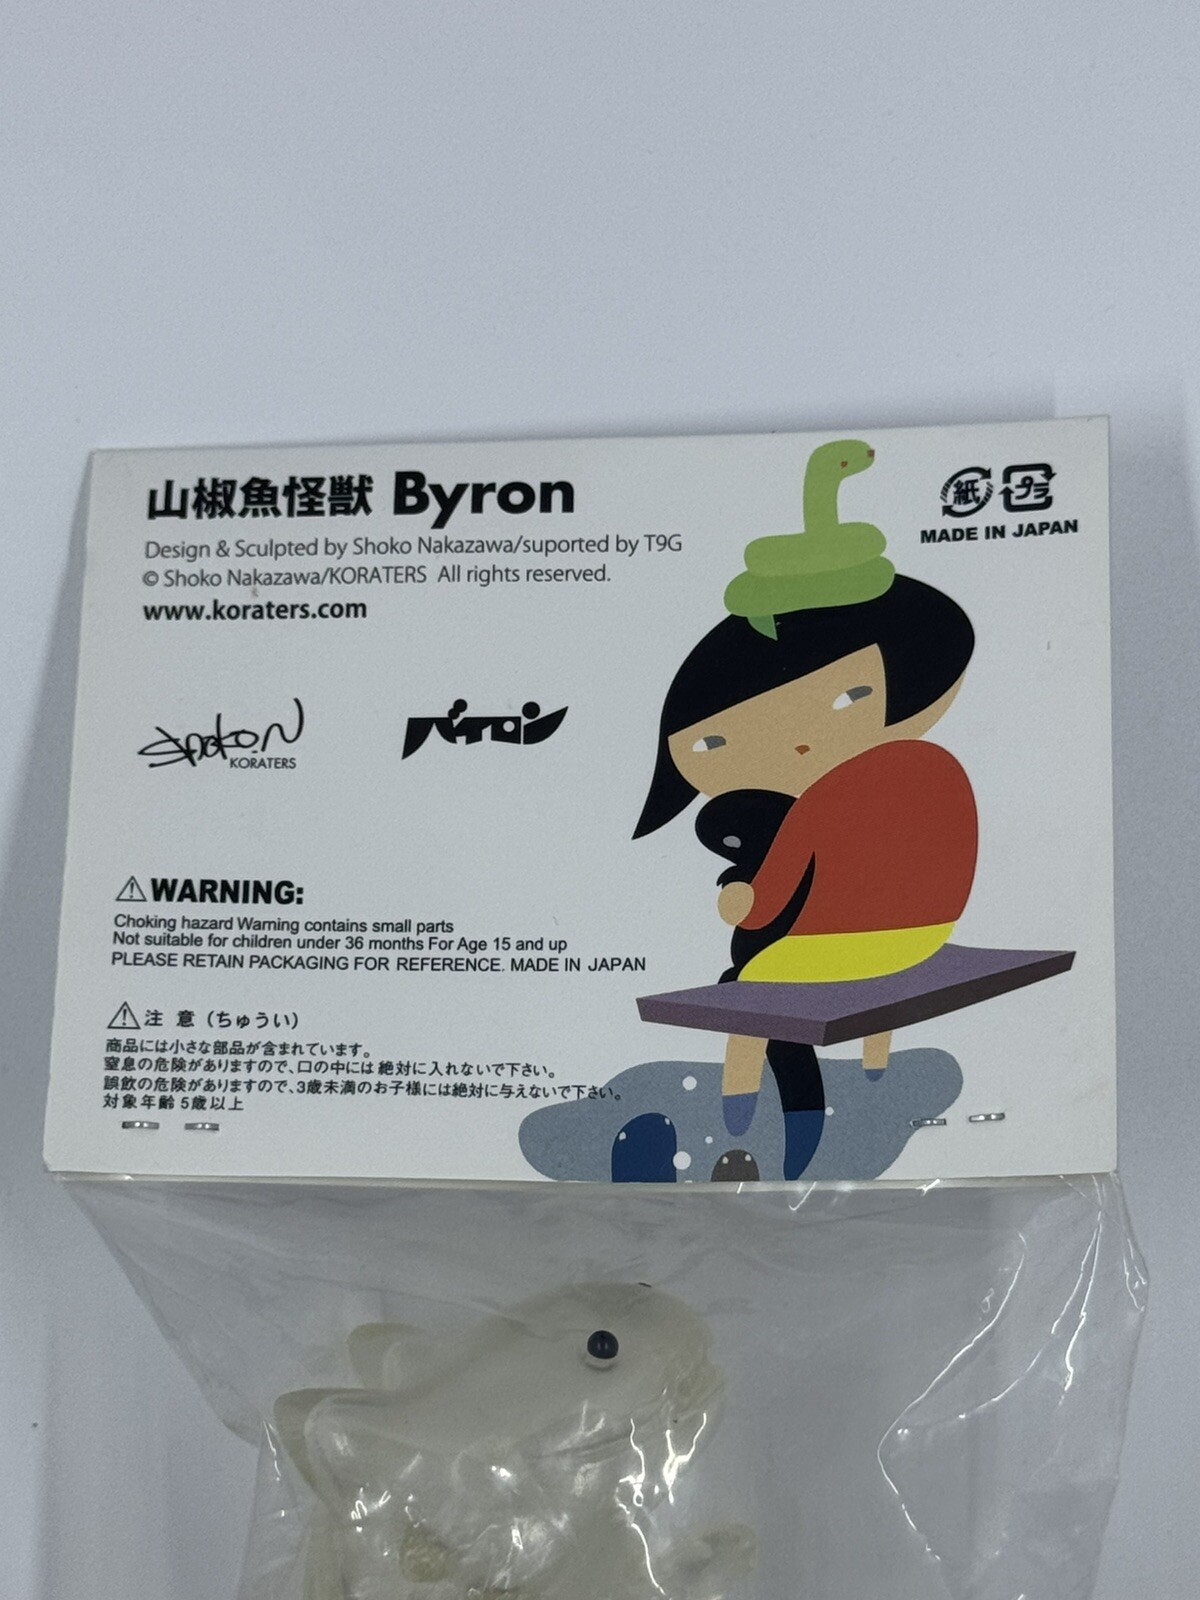 山椒魚怪獣 Byron
Design & Sculpted by Shoko Nakazawa/suported by T9G
© Shoko Nakazawa/KORATERS All rights reserved.
www.koraters.com
紙 プラ
MADE IN JAPAN
Shoko.N
KORATERS
バイロン
⚠WARNING:
Choking hazard Warning contains small parts
Not suitable for children under 36 months For Age 15 and up
PLEASE RETAIN PACKAGING FOR REFERENCE. MADE IN JAPAN
⚠注 意 (ちゅうい)
商品には小さな部品が含まれています。
窒息の危険がありますので、口の中には絶対に入れないで下さい。
誤飲の危険がありますので、3歳未満のお子様には絶対に与えないで下さい。
対象年齢 5歳以上